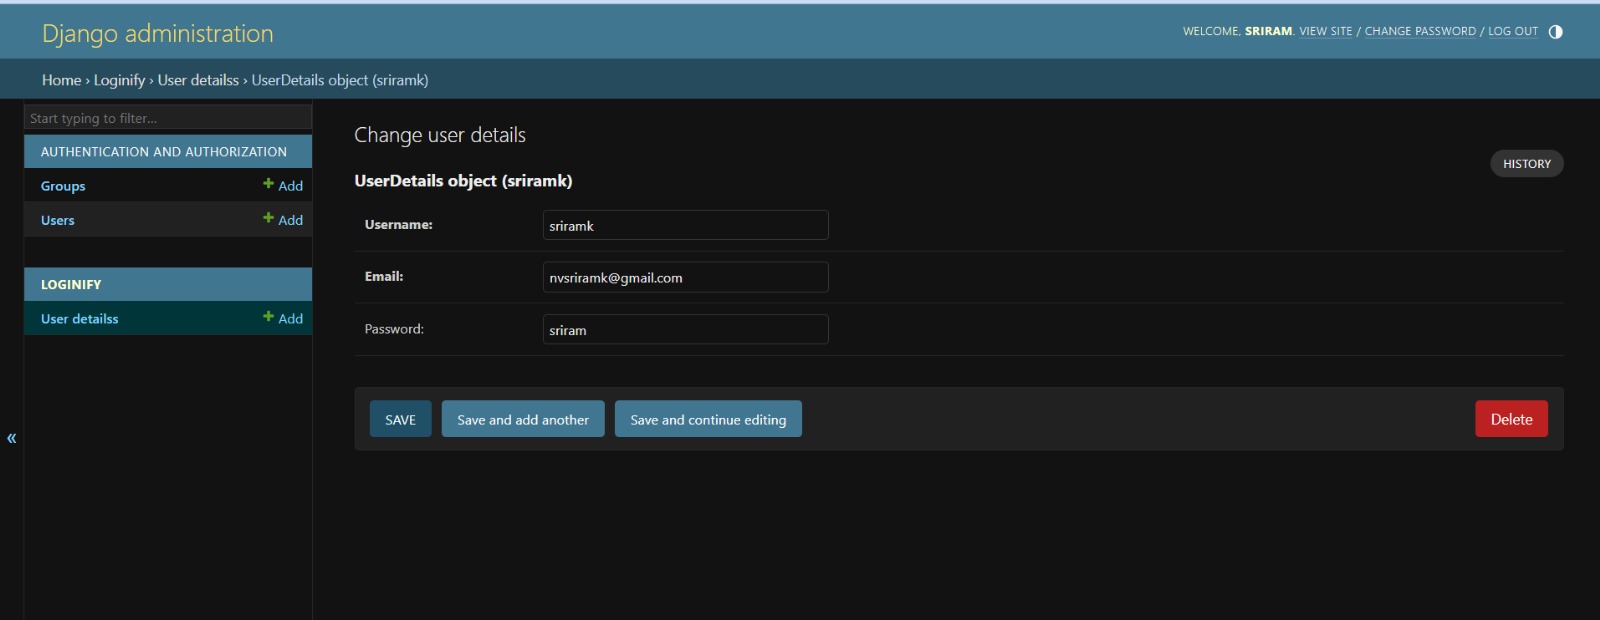 Django administration
WELCOME, SRIRAM. VIEW SITE / CHANGE PASSWORD / LOG OUT
Home › Loginify › User detailss › UserDetails object (sriramk)
Start typing to filter...
AUTHENTICATION AND AUTHORIZATION
Groups + Add
Users + Add
LOGINIFY
User detailss + Add
«
Change user details
HISTORY
UserDetails object (sriramk)
Username: sriramk
Email: nvsriramk@gmail.com
Password: sriram
SAVE Save and add another Save and continue editing Delete